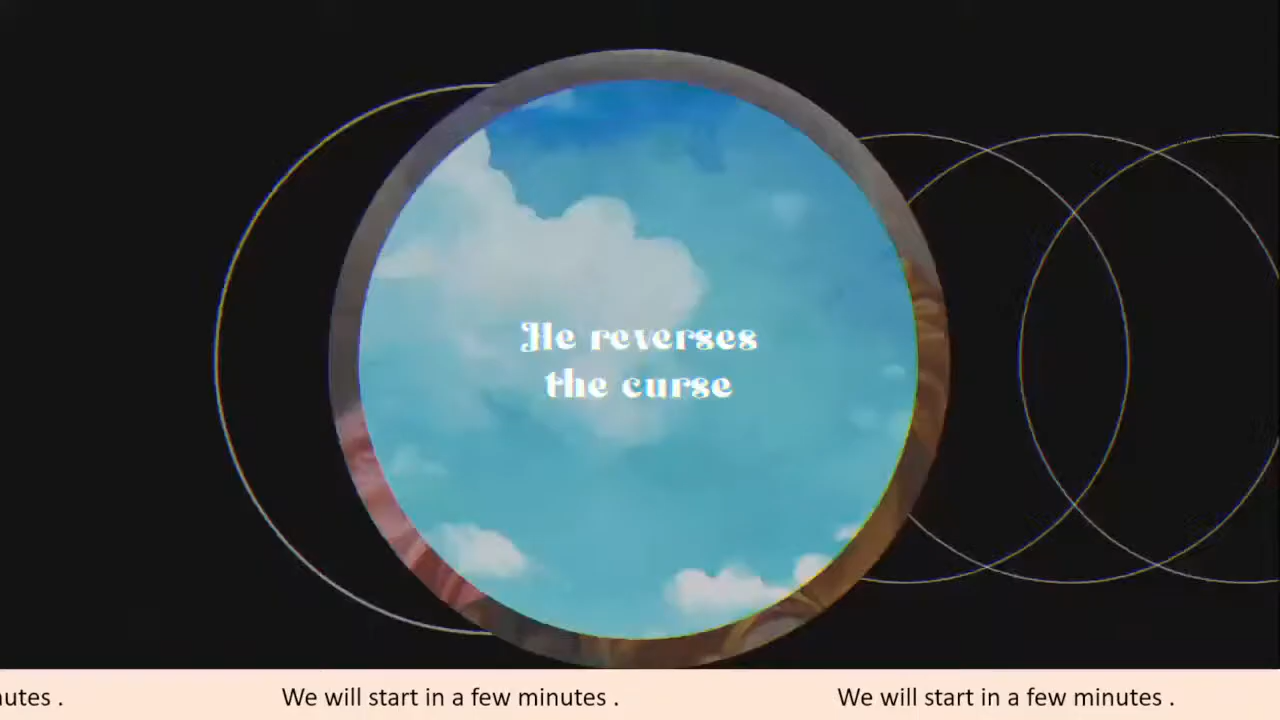 He reverses
the curse
nutes . We will start in a few minutes . We will start in a few minutes .